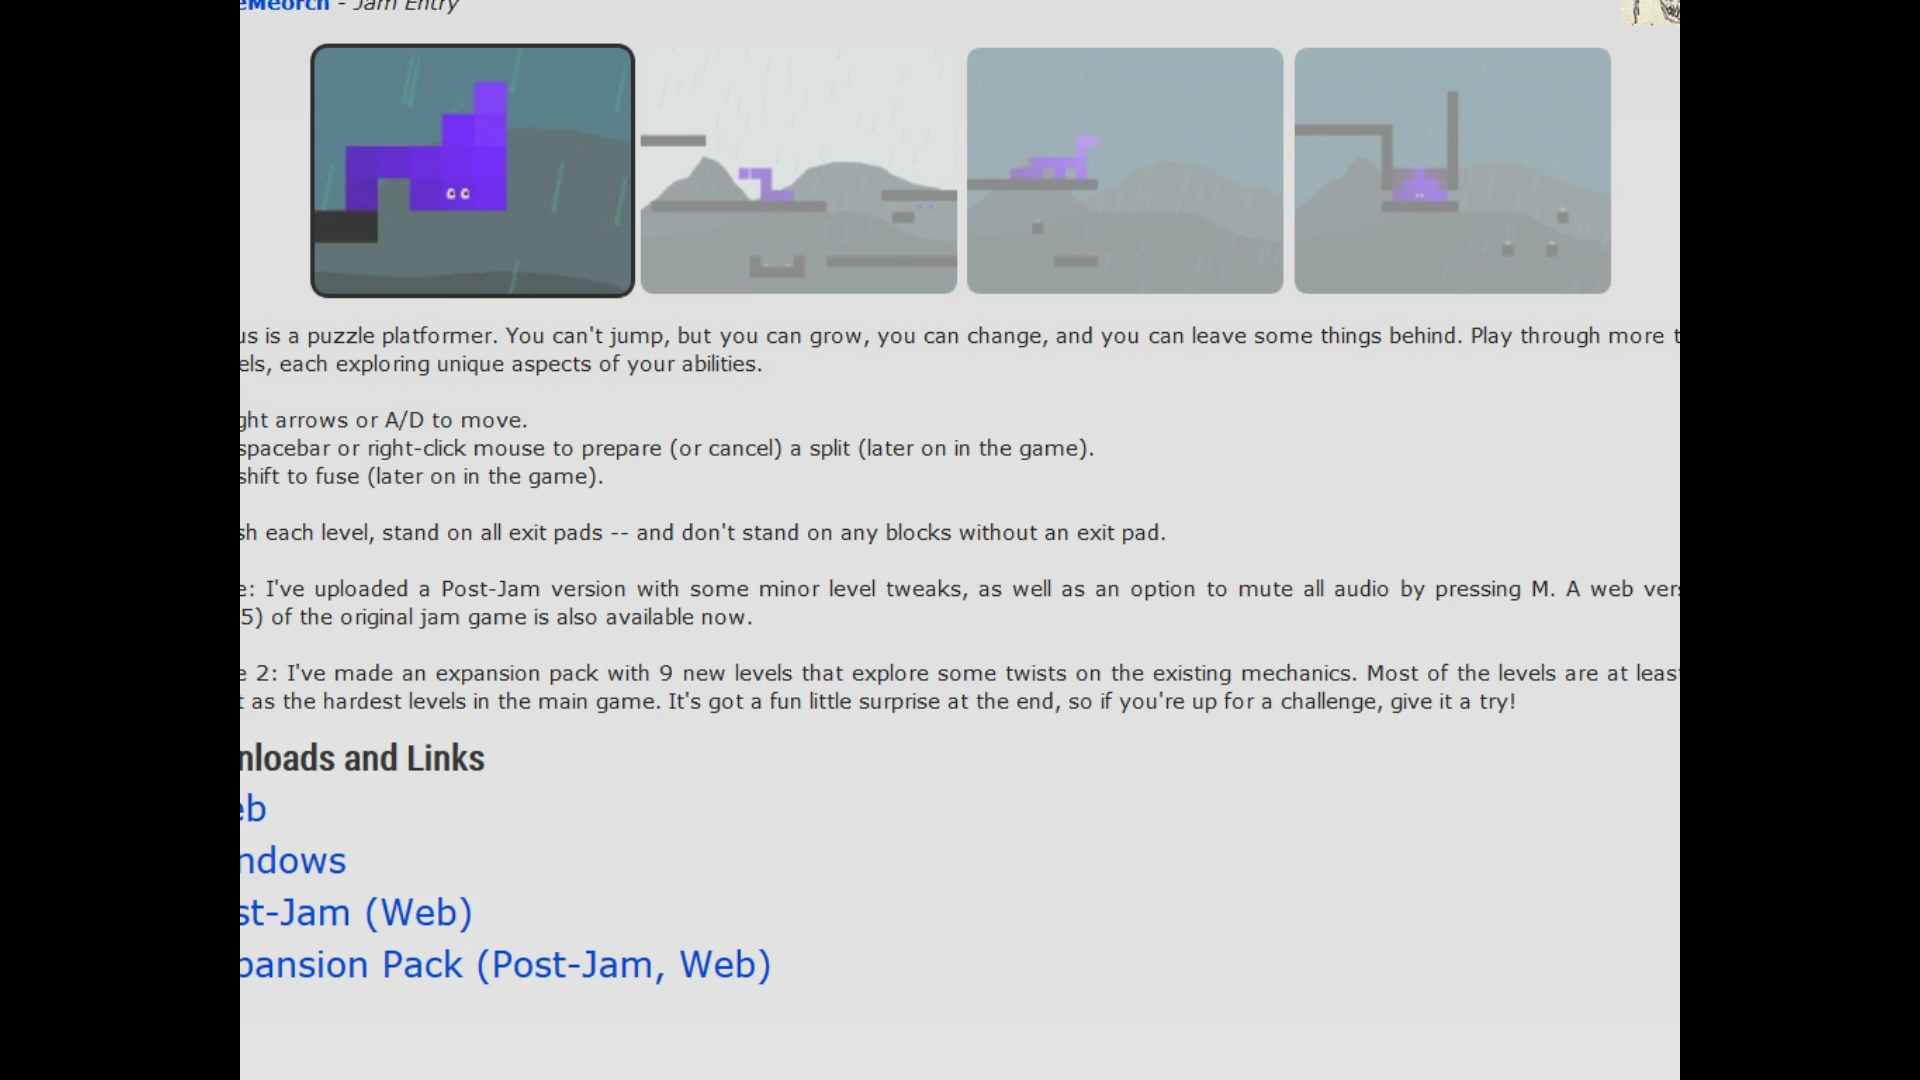 eMeorch - Jam Entry
us is a puzzle platformer. You can't jump, but you can grow, you can change, and you can leave some things behind. Play through more t
els, each exploring unique aspects of your abilities.
ght arrows or A/D to move.
spacebar or right-click mouse to prepare (or cancel) a split (later on in the game).
shift to fuse (later on in the game).
sh each level, stand on all exit pads -- and don't stand on any blocks without an exit pad.
e: I've uploaded a Post-Jam version with some minor level tweaks, as well as an option to mute all audio by pressing M. A web vers
5) of the original jam game is also available now.
e 2: I've made an expansion pack with 9 new levels that explore some twists on the existing mechanics. Most of the levels are at least
t as the hardest levels in the main game. It's got a fun little surprise at the end, so if you're up for a challenge, give it a try!
nloads and Links
eb
ndows
st-Jam (Web)
pansion Pack (Post-Jam, Web)